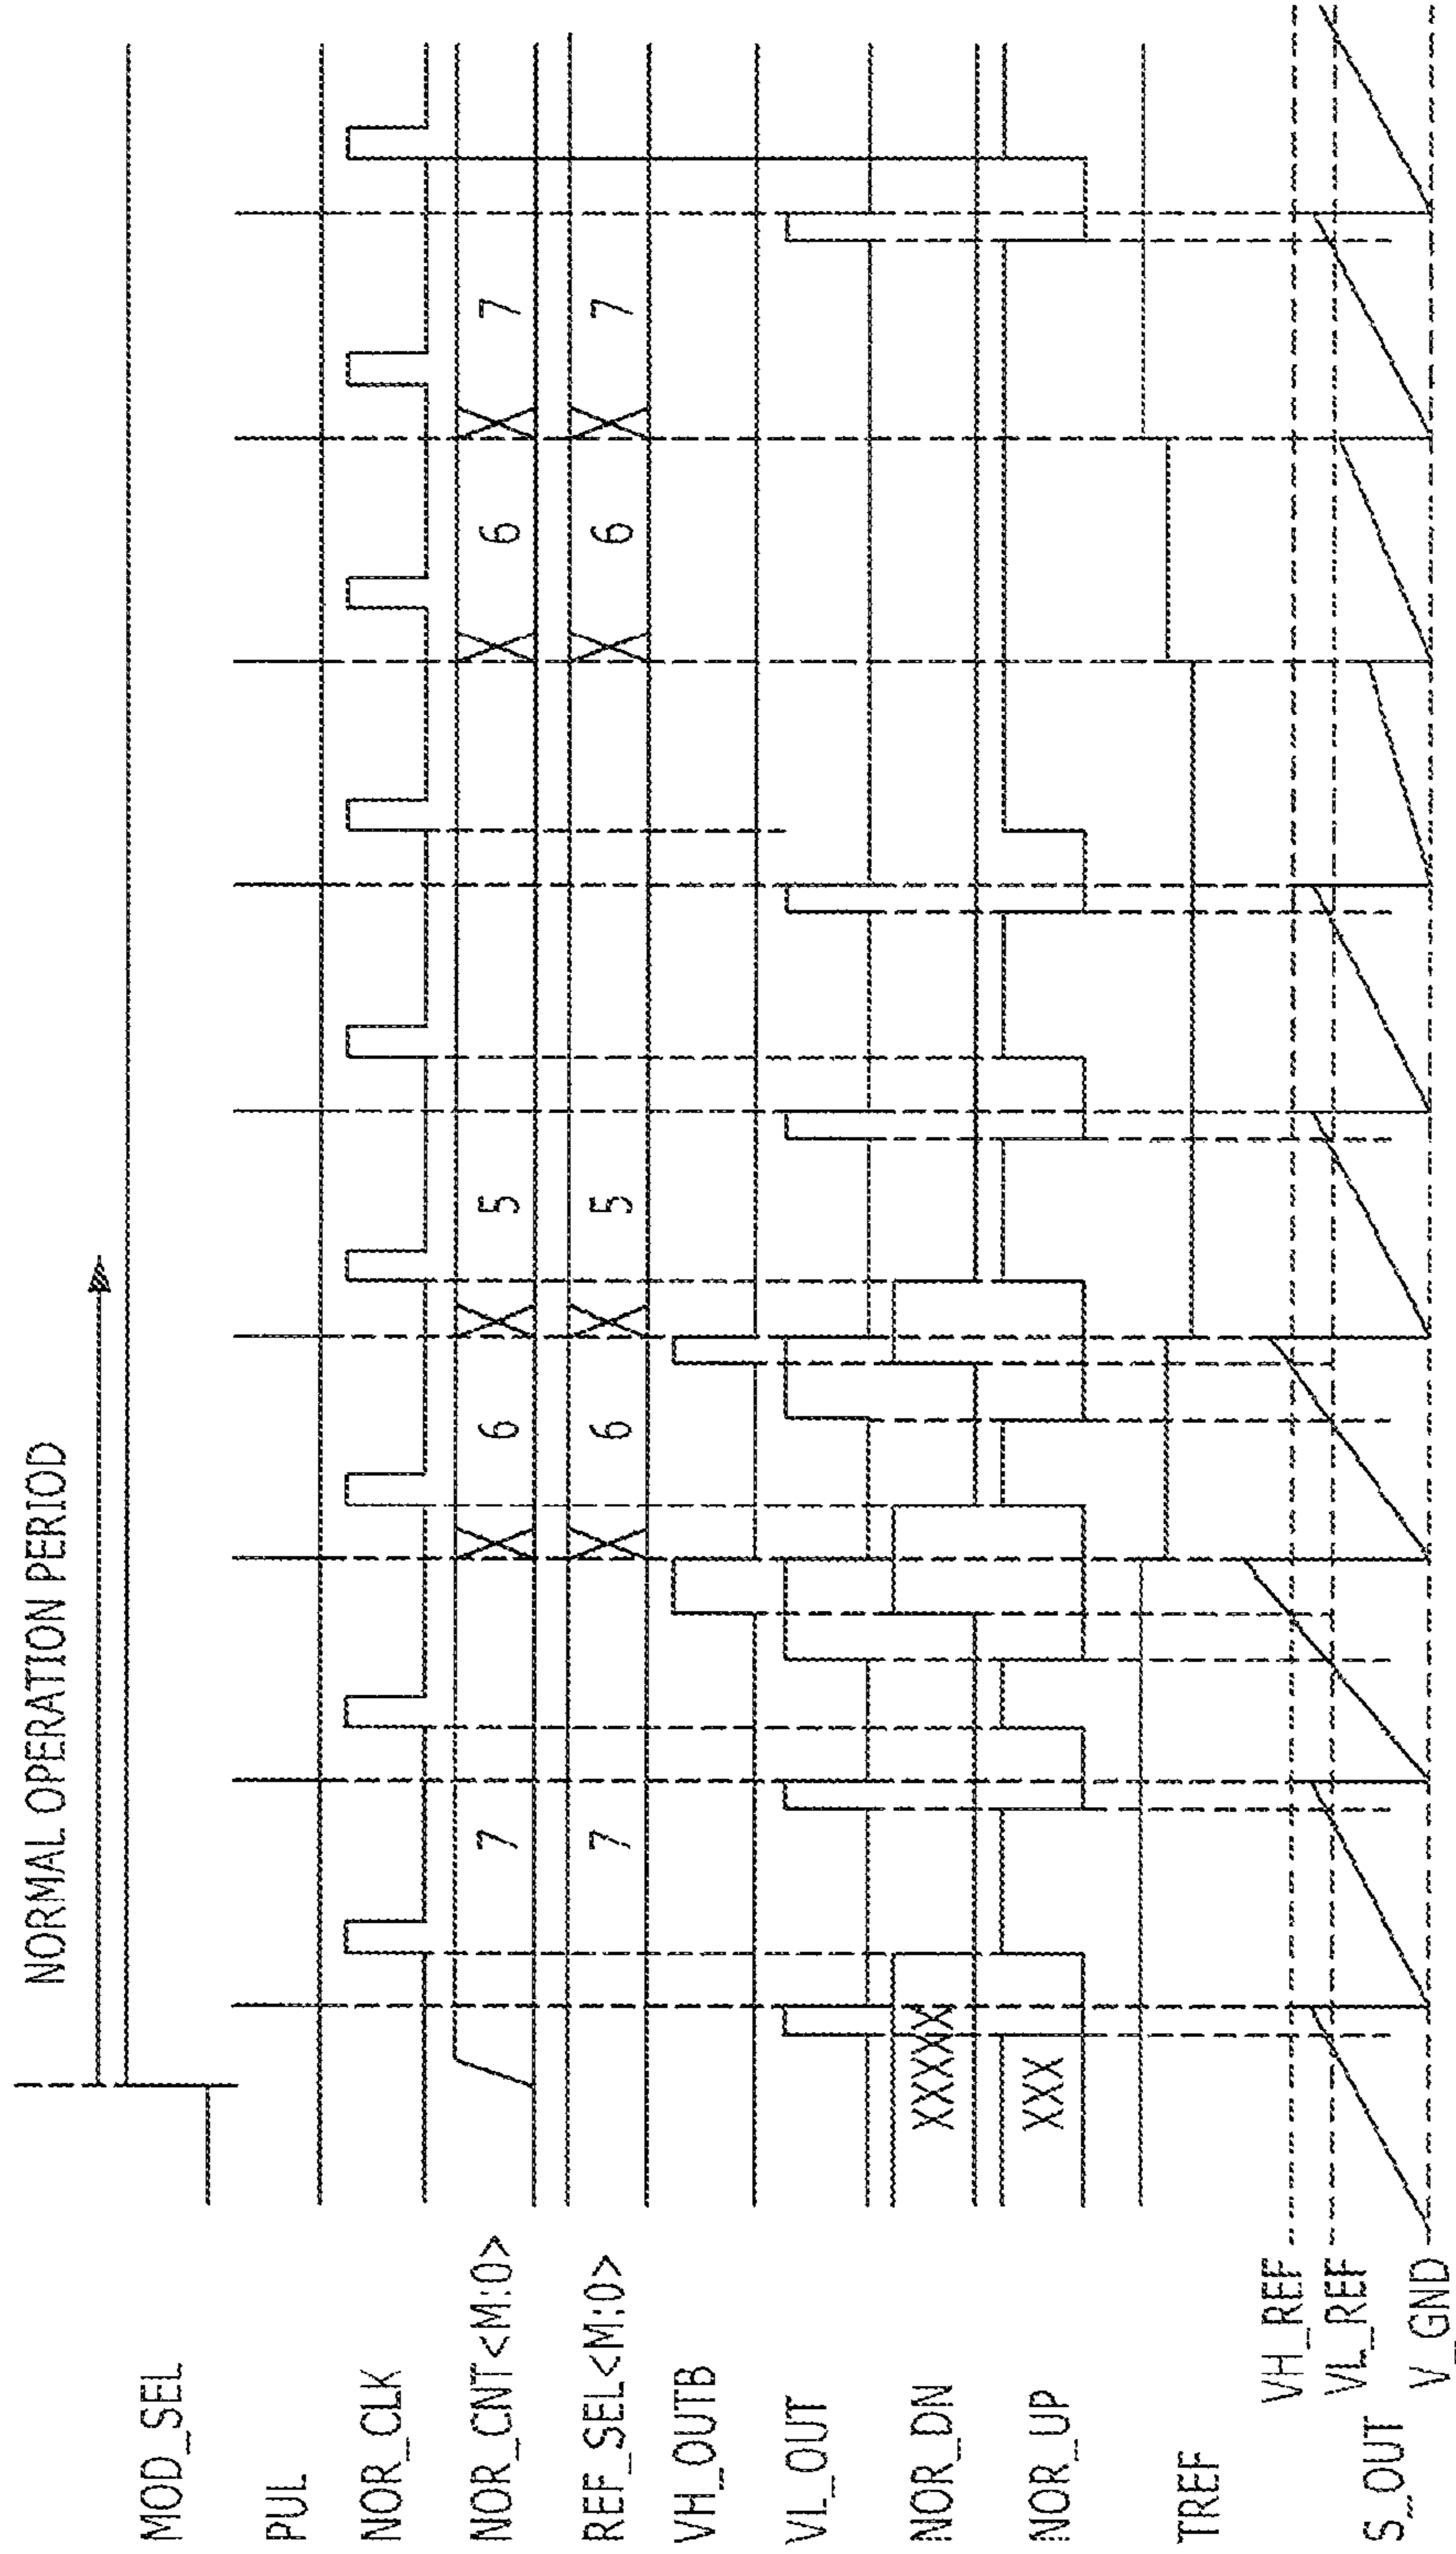 NORMAL OPERATION PERIOD
MOD_SEL
PUL
NOR_CLK
NOR_CNT<M:0> 7 6 5 6 7
REF_SEL<M:0> 7 6 5 6 7
VH_OUTB
VL_OUT
NOR_DN XXXXX
NOR_UP XXX
TREF
VH_REF
VL_REF
S_OUT
V_GND